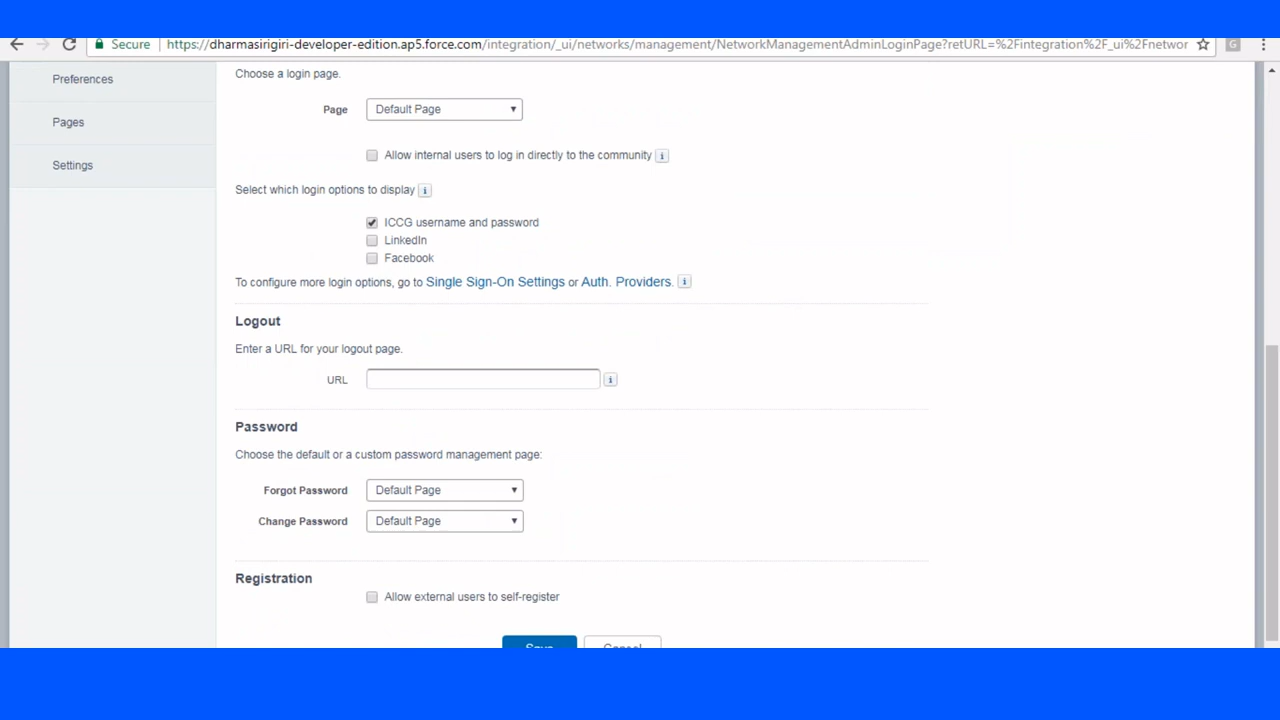 Secure https://dharmasirigiri-developer-edition.ap5.force.com/integration/_ui/networks/management/NetworkManagementAdminLoginPage?retURL=%2Fintegration%2F_ui%2Fnetwor
Preferences
Pages
Settings
Choose a login page.
Page Default Page
Allow internal users to log in directly to the community i
Select which login options to display i
ICCG username and password
LinkedIn
Facebook
To configure more login options, go to Single Sign-On Settings or Auth. Providers. i
Logout
Enter a URL for your logout page.
URL i
Password
Choose the default or a custom password management page:
Forgot Password Default Page
Change Password Default Page
Registration
Allow external users to self-register
Save Cancel